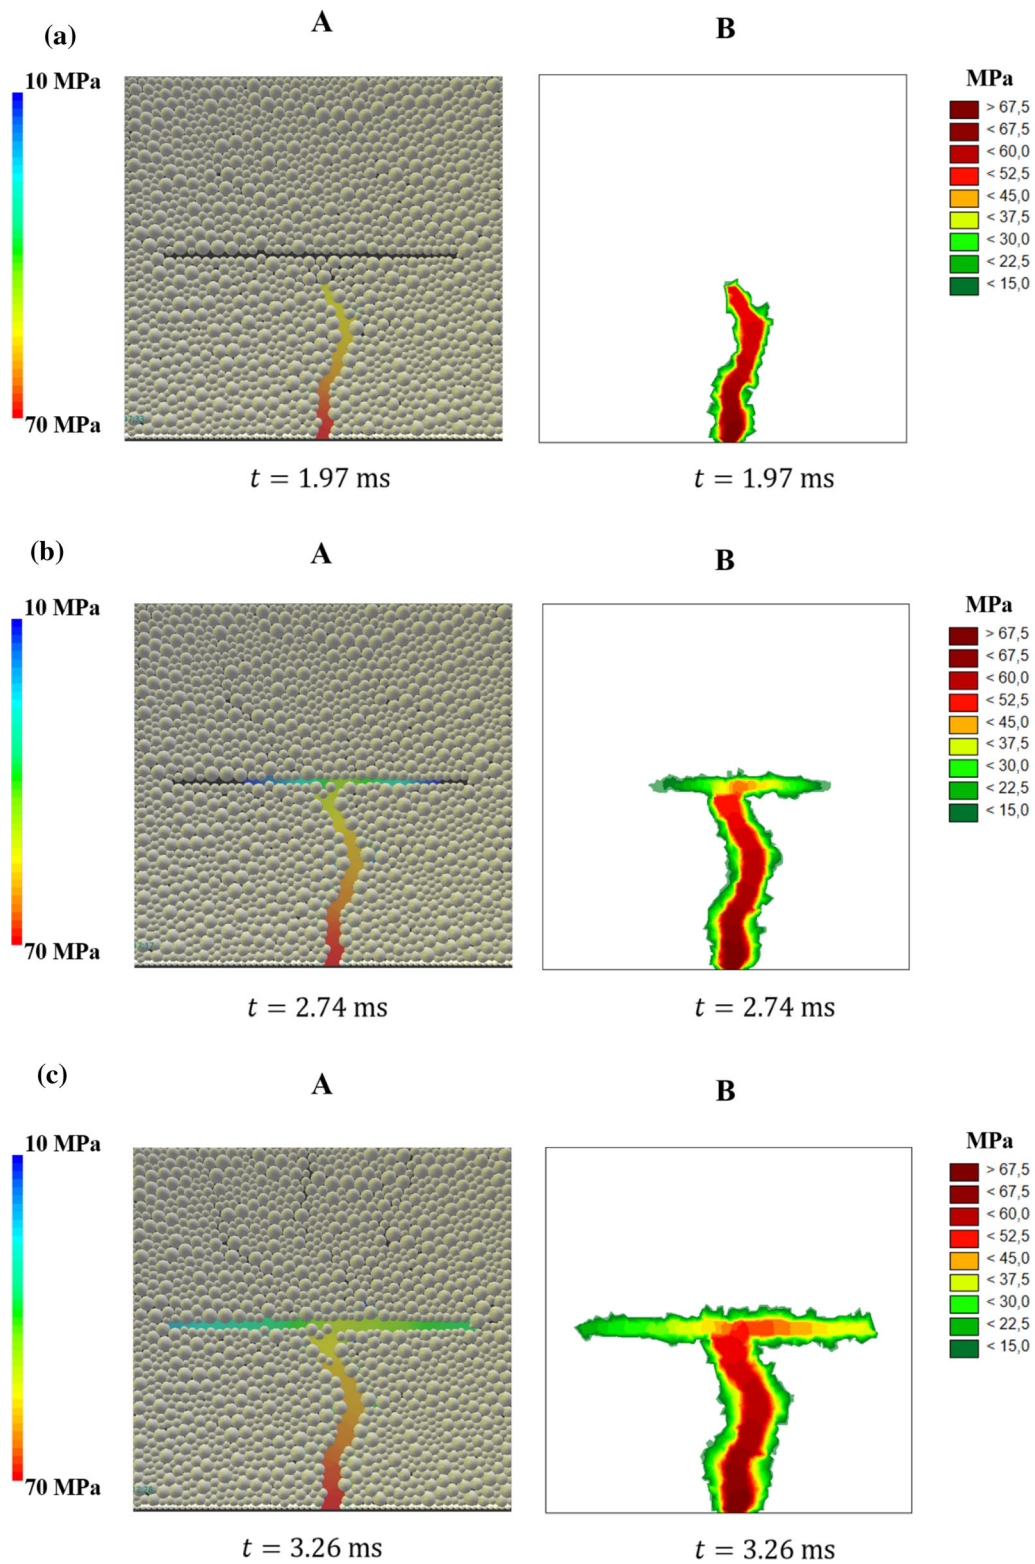 (a)
A
B
10 MPa
70 MPa
MPa
> 67,5
< 67,5
< 60,0
< 52,5
< 45,0
< 37,5
< 30,0
< 22,5
< 15,0
t = 1.97 ms
t = 1.97 ms
(b)
A
B
10 MPa
70 MPa
MPa
> 67,5
< 67,5
< 60,0
< 52,5
< 45,0
< 37,5
< 30,0
< 22,5
< 15,0
t = 2.74 ms
t = 2.74 ms
(c)
A
B
10 MPa
70 MPa
MPa
> 67,5
< 67,5
< 60,0
< 52,5
< 45,0
< 37,5
< 30,0
< 22,5
< 15,0
t = 3.26 ms
t = 3.26 ms